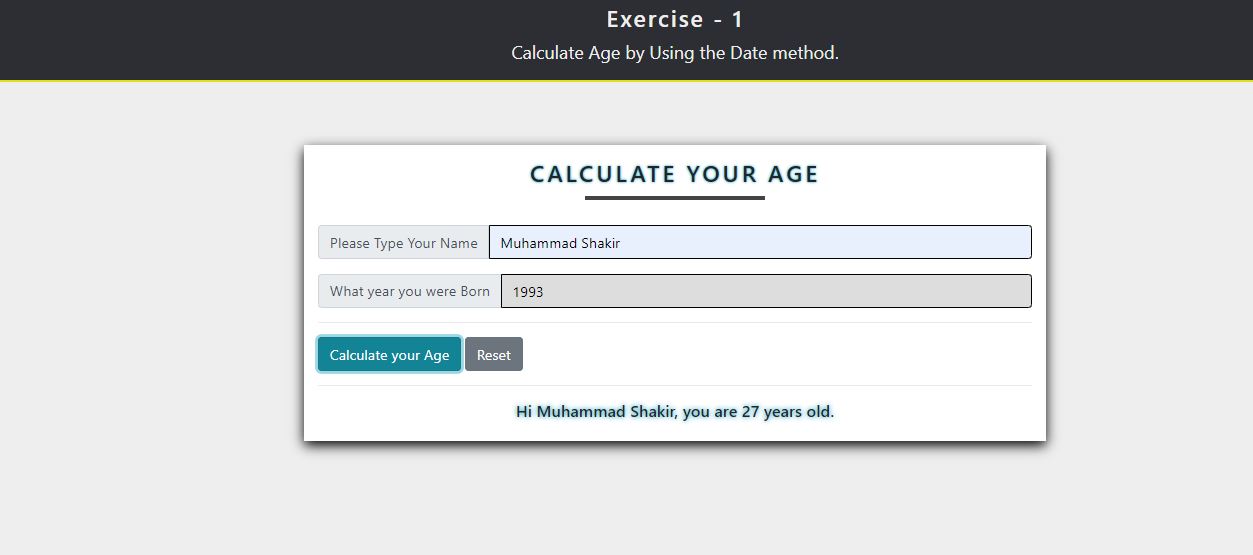 Exercise - 1
Calculate Age by Using the Date method.
CALCULATE YOUR AGE
Please Type Your Name Muhammad Shakir
What year you were Born 1993
Calculate your Age Reset
Hi Muhammad Shakir, you are 27 years old.